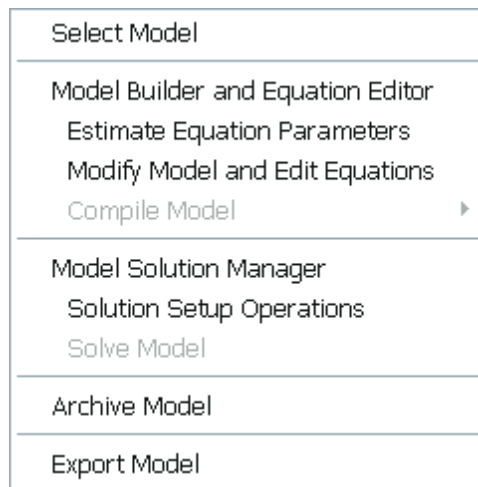 Select Model
Model Builder and Equation Editor
Estimate Equation Parameters
Modify Model and Edit Equations
Compile Model
Model Solution Manager
Solution Setup Operations
Solve Model
Archive Model
Export Model